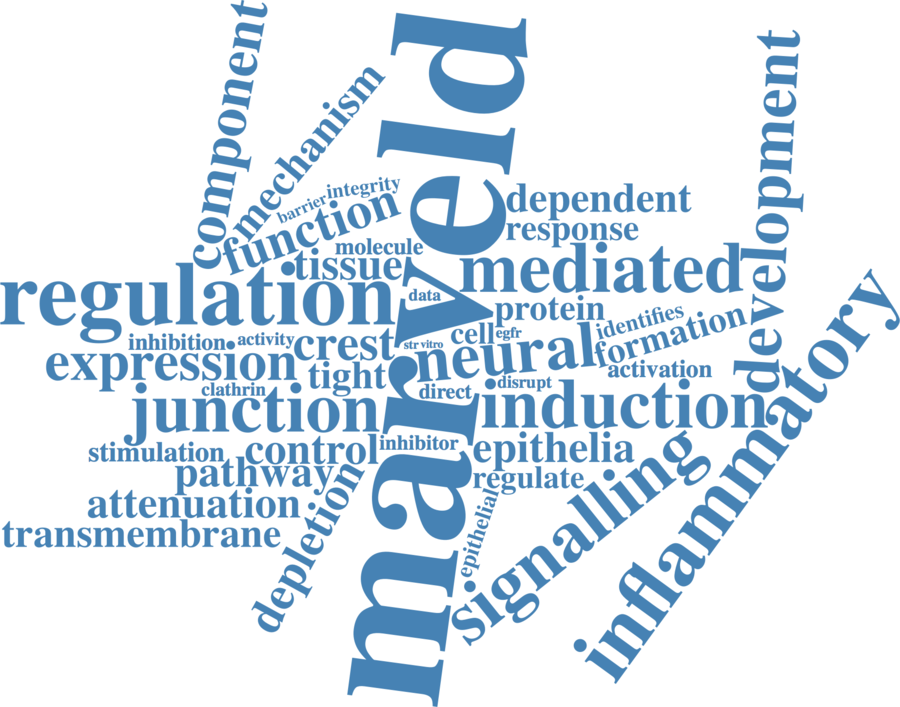 component
mechanism
marveld
development
barrier
integrity
function
dependent
molecule
response
tissue
mediated
regulation
data
protein
inhibition
activity
crest
str
vitro
cell
egfr
identifies
formation
expression
tight
neural
activation
clathrin
direct
disrupt
junction
induction
inflammatory
stimulation
control
inhibitor
epithelia
pathway
regulate
attenuation
depletion
epithelial
signalling
transmembrane